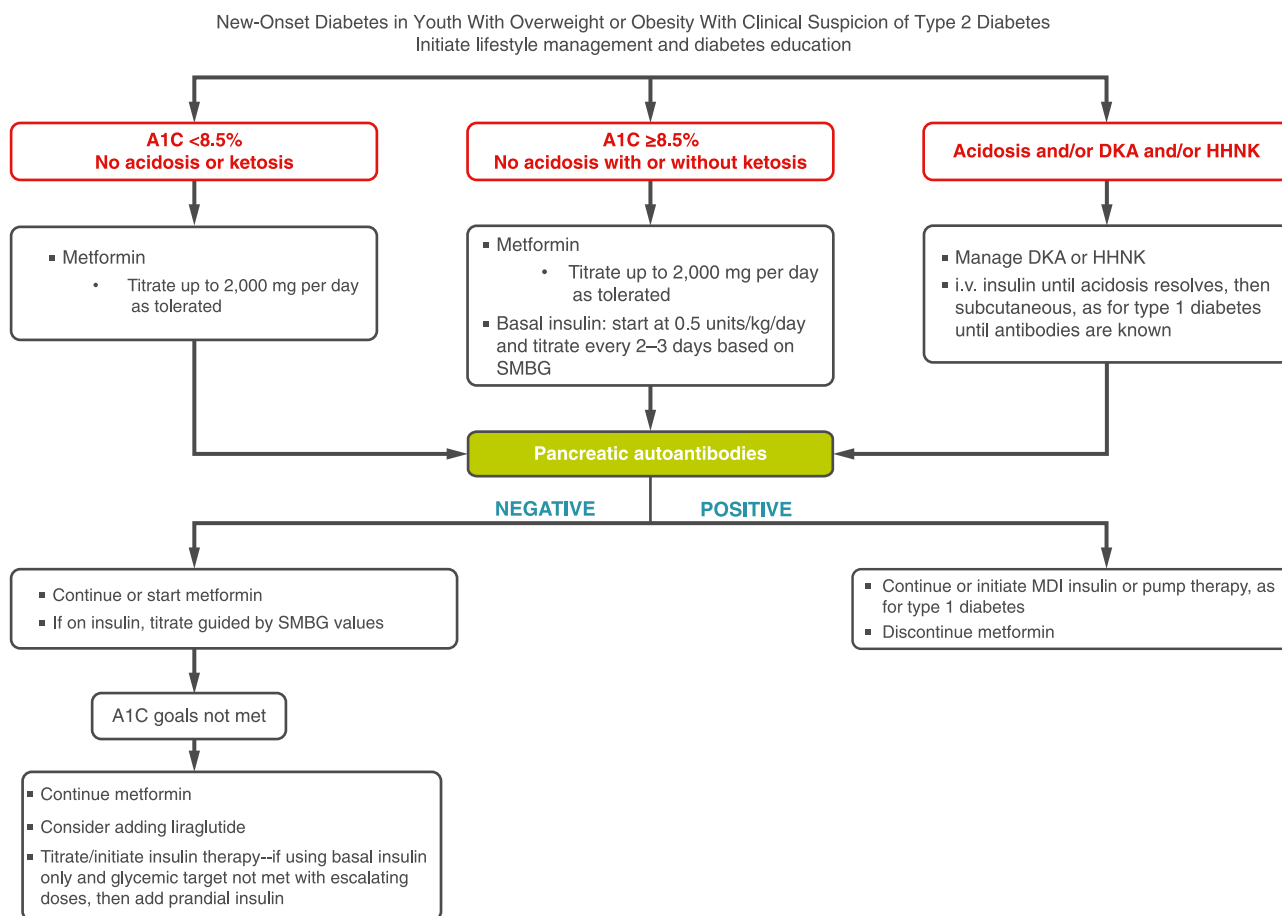 New-Onset Diabetes in Youth With Overweight or Obesity With Clinical Suspicion of Type 2 Diabetes
Initiate lifestyle management and diabetes education
A1C <8.5%
No acidosis or ketosis
A1C ≥8.5%
No acidosis with or without ketosis
Acidosis and/or DKA and/or HHNK
▪ Metformin
• Titrate up to 2,000 mg per day
as tolerated
▪ Metformin
• Titrate up to 2,000 mg per day
as tolerated
▪ Basal insulin: start at 0.5 units/kg/day
and titrate every 2–3 days based on
SMBG
▪ Manage DKA or HHNK
▪ i.v. insulin until acidosis resolves, then
subcutaneous, as for type 1 diabetes
until antibodies are known
Pancreatic autoantibodies
NEGATIVE
POSITIVE
▪ Continue or start metformin
▪ If on insulin, titrate guided by SMBG values
▪ Continue or initiate MDI insulin or pump therapy, as
for type 1 diabetes
▪ Discontinue metformin
A1C goals not met
▪ Continue metformin
▪ Consider adding liraglutide
▪ Titrate/initiate insulin therapy--if using basal insulin
only and glycemic target not met with escalating
doses, then add prandial insulin